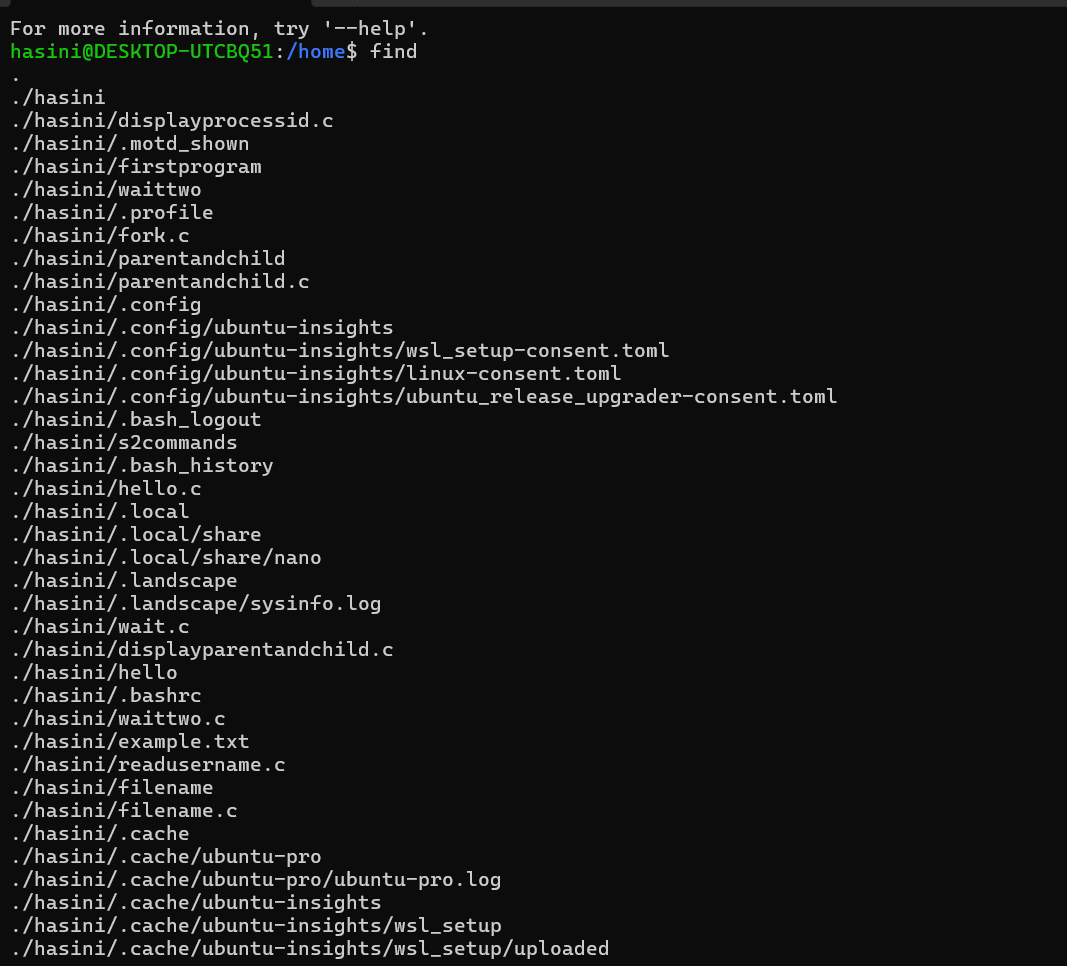 For more information, try '--help'.
hasini@DESKTOP-UTCBQ51:/home$ find
.
./hasini
./hasini/displayprocessid.c
./hasini/.motd_shown
./hasini/firstprogram
./hasini/waittwo
./hasini/.profile
./hasini/fork.c
./hasini/parentandchild
./hasini/parentandchild.c
./hasini/.config
./hasini/.config/ubuntu-insights
./hasini/.config/ubuntu-insights/wsl_setup-consent.toml
./hasini/.config/ubuntu-insights/linux-consent.toml
./hasini/.config/ubuntu-insights/ubuntu_release_upgrader-consent.toml
./hasini/.bash_logout
./hasini/s2commands
./hasini/.bash_history
./hasini/hello.c
./hasini/.local
./hasini/.local/share
./hasini/.local/share/nano
./hasini/.landscape
./hasini/.landscape/sysinfo.log
./hasini/wait.c
./hasini/displayparentandchild.c
./hasini/hello
./hasini/.bashrc
./hasini/waittwo.c
./hasini/example.txt
./hasini/readusername.c
./hasini/filename
./hasini/filename.c
./hasini/.cache
./hasini/.cache/ubuntu-pro
./hasini/.cache/ubuntu-pro/ubuntu-pro.log
./hasini/.cache/ubuntu-insights
./hasini/.cache/ubuntu-insights/wsl_setup
./hasini/.cache/ubuntu-insights/wsl_setup/uploaded